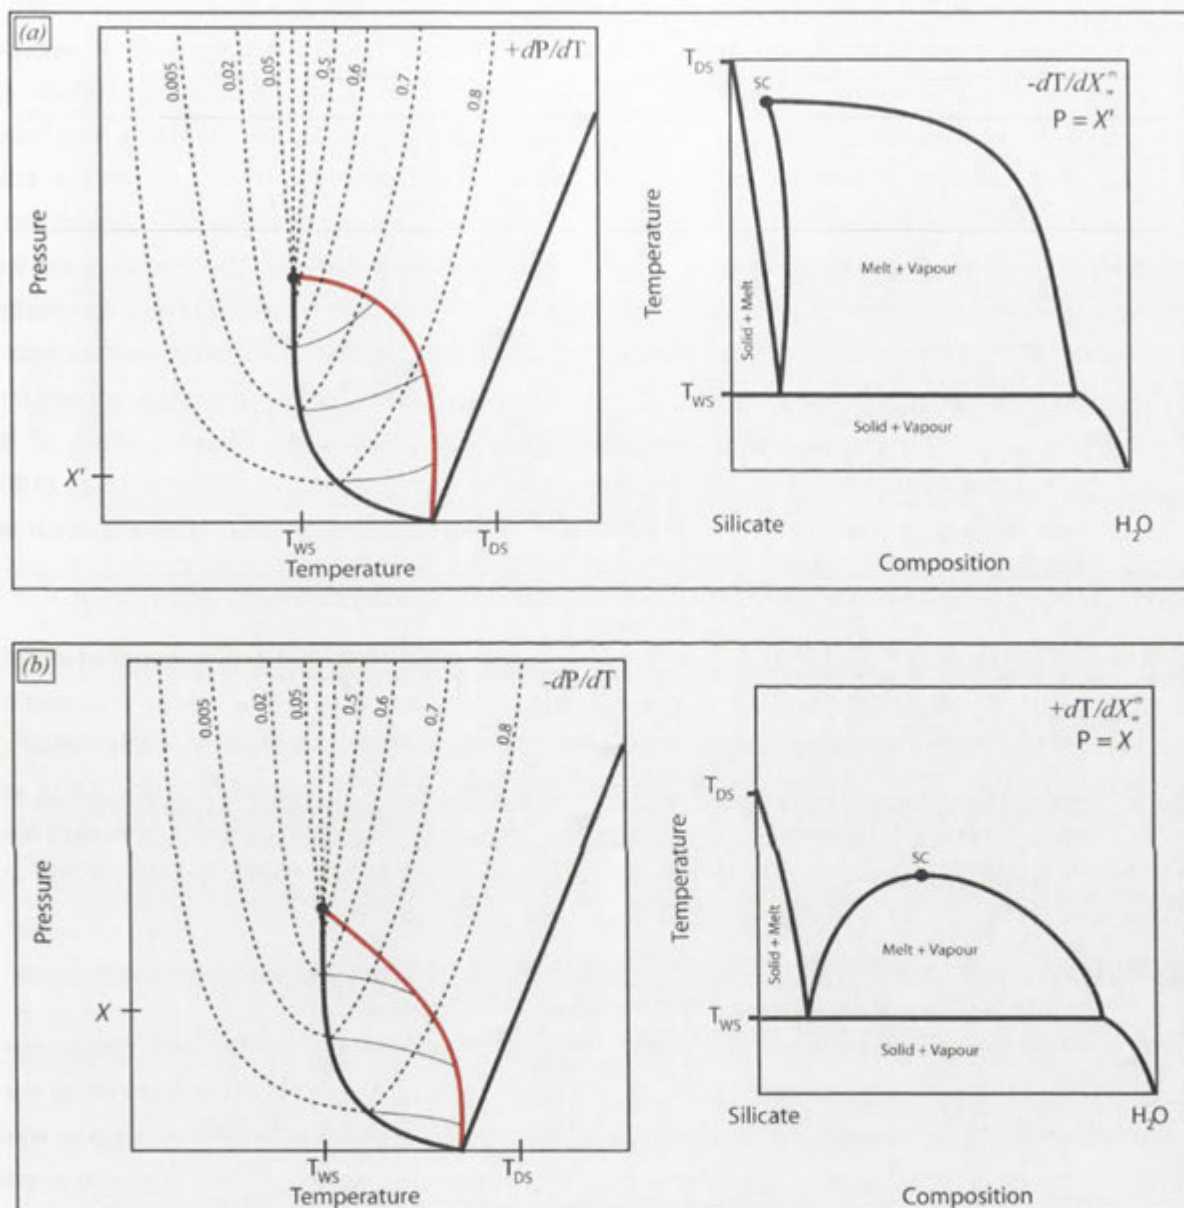 (a)
+dP/dT
0.005
0.02
0.05
0.5
0.6
0.7
0.8
Pressure
X'
T_WS
T_DS
Temperature
T_DS
SC
-dT/dX
P = X'
Temperature
Solid + Melt
Melt + Vapour
T_WS
Solid + Vapour
Silicate
H₂O
Composition
(b)
-dP/dT
0.005
0.02
0.05
0.5
0.6
0.7
0.8
Pressure
X
T_WS
T_DS
Temperature
+dT/dX
P = X
T_DS
Temperature
SC
Solid + Melt
Melt + Vapour
T_WS
Solid + Vapour
Silicate
H₂O
Composition